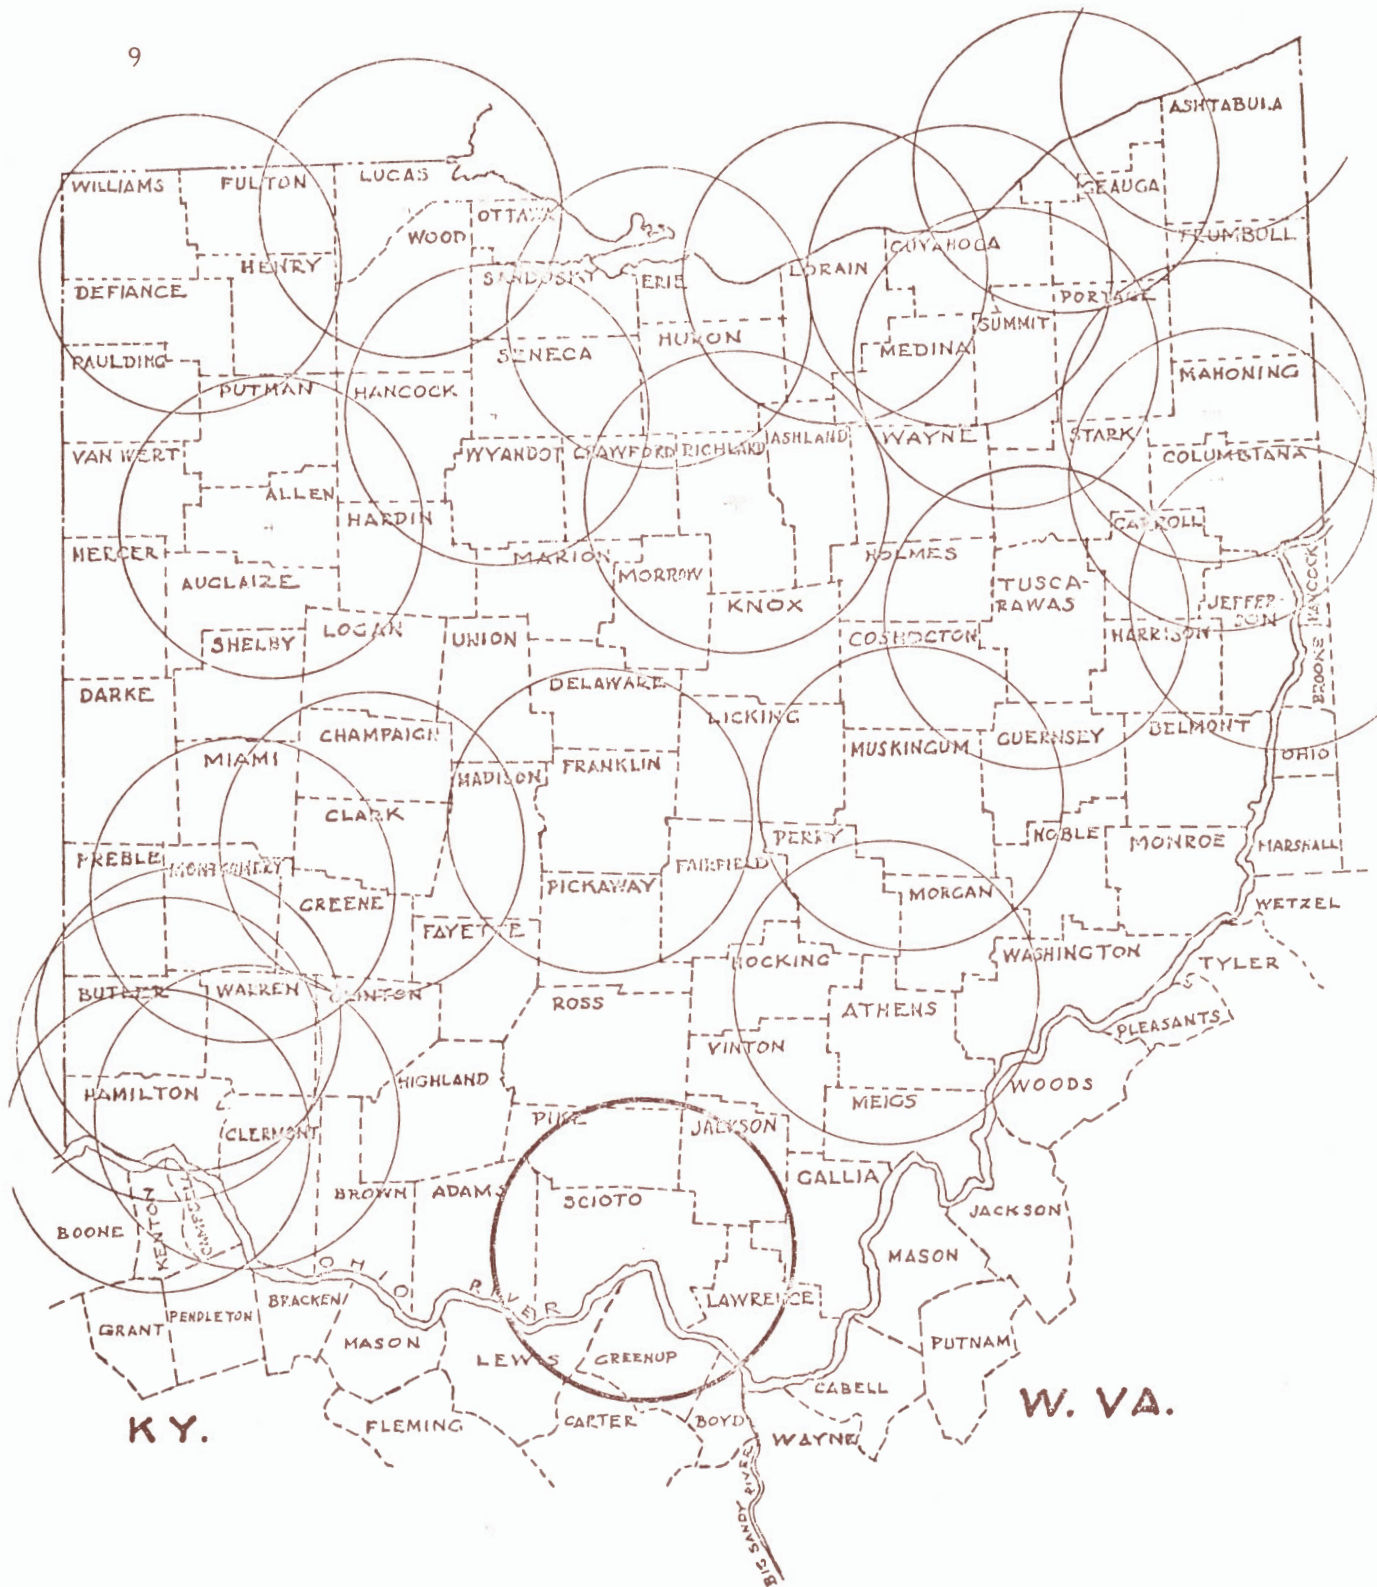 9
ASHTABULA
WILLIAMS
FULTON
LUCAS
GEAUGA
OTTAWA
WOOD
TRUMBULL
CUYAHOGA
HENRY
SANDUSKY
ERIE
LORAIN
DEFIANCE
PORTAGE
SUMMIT
HURON
SENECA
MEDINA
PAULDING
MAHONING
PUTMAN
HANCOCK
VAN WERT
WYANDOT
CRAWFORD
RICHLAND
ASHLAND
WAYNE
STARK
COLUMBIANA
ALLEN
HARDIN
CARROLL
MERCER
MARION
HOLMES
HANCOCK
AUGLAIZE
MORROW
TUSCA-
RAWAS
KNOX
JEFFER-
SON
SHELBY
LOGAN
UNION
COSHOCTON
HARRISON
BROOKE
DARKE
DELAWARE
LICKING
CHAMPAIGN
MUSKINGUM
GUERNSEY
BELMONT
MIAMI
MADISON
FRANKLIN
OHIO
CLARK
PERRY
NOBLE
MONROE
MARSHALL
PREBLE
MONTGOMERY
FAIRFIELD
PICKAWAY
MORGAN
GREENE
WETZEL
FAYETTE
HOCKING
WASHINGTON
TYLER
BUTLER
WARREN
CLINTON
ROSS
ATHENS
PLEASANTS
VINTON
HAMILTON
HIGHLAND
WOODS
MEIGS
CLERMONT
PIKE
JACKSON
GALLIA
BROWN
ADAMS
SCIOTO
JACKSON
BOONE
KENTON
CAMPBELL
MASON
OHIO RIVER
BRACKEN
LAWRENCE
GRANT
PENDLETON
MASON
PUTNAM
LEWIS
GREENUP
CABELL
KY.
W. VA.
FLEMING
CARTER
BOYD
WAYNE
BIG SANDY RIVER